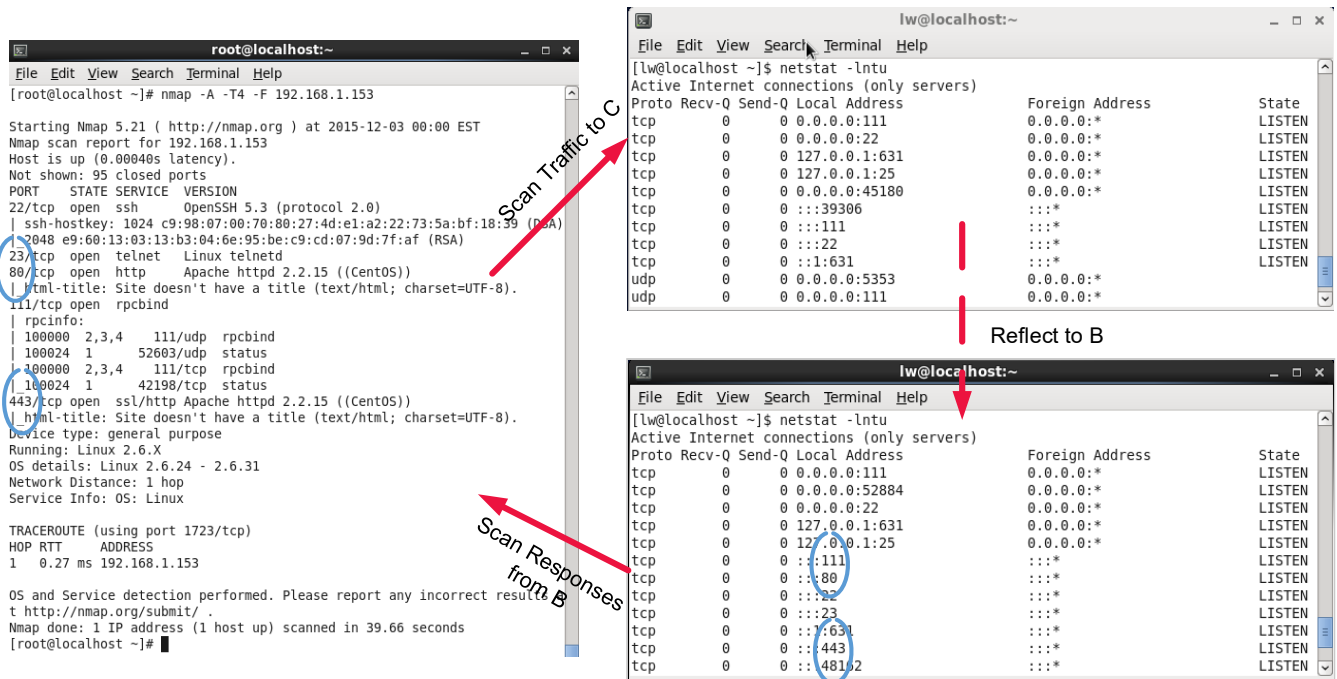 root@localhost:~
File Edit View Search Terminal Help
[root@localhost ~]# nmap -A -T4 -F 192.168.1.153
Starting Nmap 5.21 ( http://nmap.org ) at 2015-12-03 00:00 EST
Nmap scan report for 192.168.1.153
Host is up (0.00040s latency).
Not shown: 95 closed ports
PORT    STATE SERVICE  VERSION
22/tcp  open  ssh      OpenSSH 5.3 (protocol 2.0)
| ssh-hostkey: 1024 c9:98:07:00:70:80:27:4d:e1:a2:22:73:5a:bf:18:39 (DSA)
|_2048 e9:60:13:03:13:b3:04:6e:95:be:c9:cd:07:9d:7f:af (RSA)
23/tcp  open  telnet   Linux telnetd
80/tcp  open  http     Apache httpd 2.2.15 ((CentOS))
|_html-title: Site doesn't have a title (text/html; charset=UTF-8).
111/tcp open  rpcbind
| rpcinfo:
| 100000  2,3,4    111/udp  rpcbind
| 100024  1      52603/udp  status
| 100000  2,3,4    111/tcp  rpcbind
|_100024  1      42198/tcp  status
443/tcp open  ssl/http Apache httpd 2.2.15 ((CentOS))
|_html-title: Site doesn't have a title (text/html; charset=UTF-8).
Device type: general purpose
Running: Linux 2.6.X
OS details: Linux 2.6.24 - 2.6.31
Network Distance: 1 hop
Service Info: OS: Linux
TRACEROUTE (using port 1723/tcp)
HOP RTT     ADDRESS
1   0.27 ms 192.168.1.153
OS and Service detection performed. Please report any incorrect results a
t http://nmap.org/submit/ .
Nmap done: 1 IP address (1 host up) scanned in 39.66 seconds
[root@localhost ~]#
Scan Traffic to C
lw@localhost:~
File Edit View Search Terminal Help
[lw@localhost ~]$ netstat -lntu
Active Internet connections (only servers)
Proto Recv-Q Send-Q Local Address Foreign Address State
tcp 0 0 0.0.0.0:111 0.0.0.0:* LISTEN
tcp 0 0 0.0.0.0:22 0.0.0.0:* LISTEN
tcp 0 0 127.0.0.1:631 0.0.0.0:* LISTEN
tcp 0 0 127.0.0.1:25 0.0.0.0:* LISTEN
tcp 0 0 0.0.0.0:45180 0.0.0.0:* LISTEN
tcp 0 0 :::39306 :::* LISTEN
tcp 0 0 :::111 :::* LISTEN
tcp 0 0 :::22 :::* LISTEN
tcp 0 0 ::1:631 :::* LISTEN
udp 0 0 0.0.0.0:5353 0.0.0.0:*
udp 0 0 0.0.0.0:111 0.0.0.0:*
Reflect to B
lw@localhost:~
File Edit View Search Terminal Help
[lw@localhost ~]$ netstat -lntu
Active Internet connections (only servers)
Proto Recv-Q Send-Q Local Address Foreign Address State
tcp 0 0 0.0.0.0:111 0.0.0.0:* LISTEN
tcp 0 0 0.0.0.0:52884 0.0.0.0:* LISTEN
tcp 0 0 0.0.0.0:22 0.0.0.0:* LISTEN
tcp 0 0 127.0.0.1:631 0.0.0.0:* LISTEN
tcp 0 0 127.0.0.1:25 0.0.0.0:* LISTEN
tcp 0 0 :::111 :::* LISTEN
tcp 0 0 :::80 :::* LISTEN
tcp 0 0 :::22 :::* LISTEN
tcp 0 0 :::23 :::* LISTEN
tcp 0 0 ::1:631 :::* LISTEN
tcp 0 0 :::443 :::* LISTEN
tcp 0 0 :::48162 :::* LISTEN
Scan Responses
from B